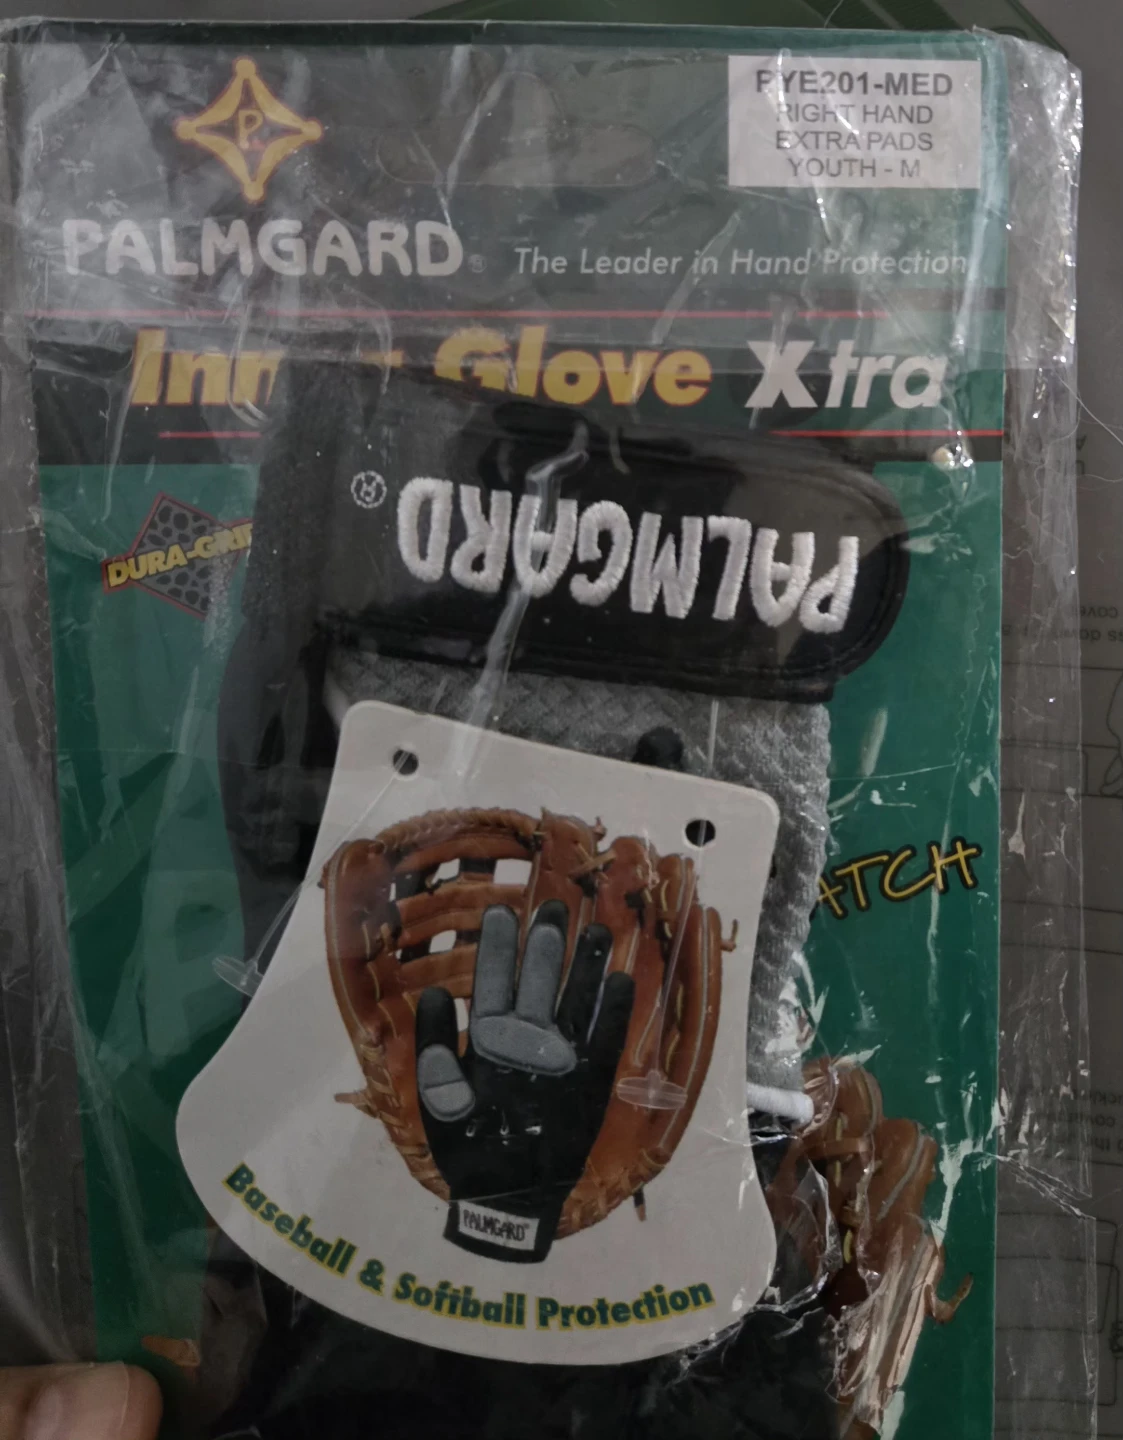 P
PYE201-MED
RIGHT HAND
EXTRA PADS
YOUTH - M
PALMGARD®
The Leader in Hand Protection
Glove Xtra
PALMGARD®
DURA-GRIP
PALMGARD®
Baseball & Softball Protection